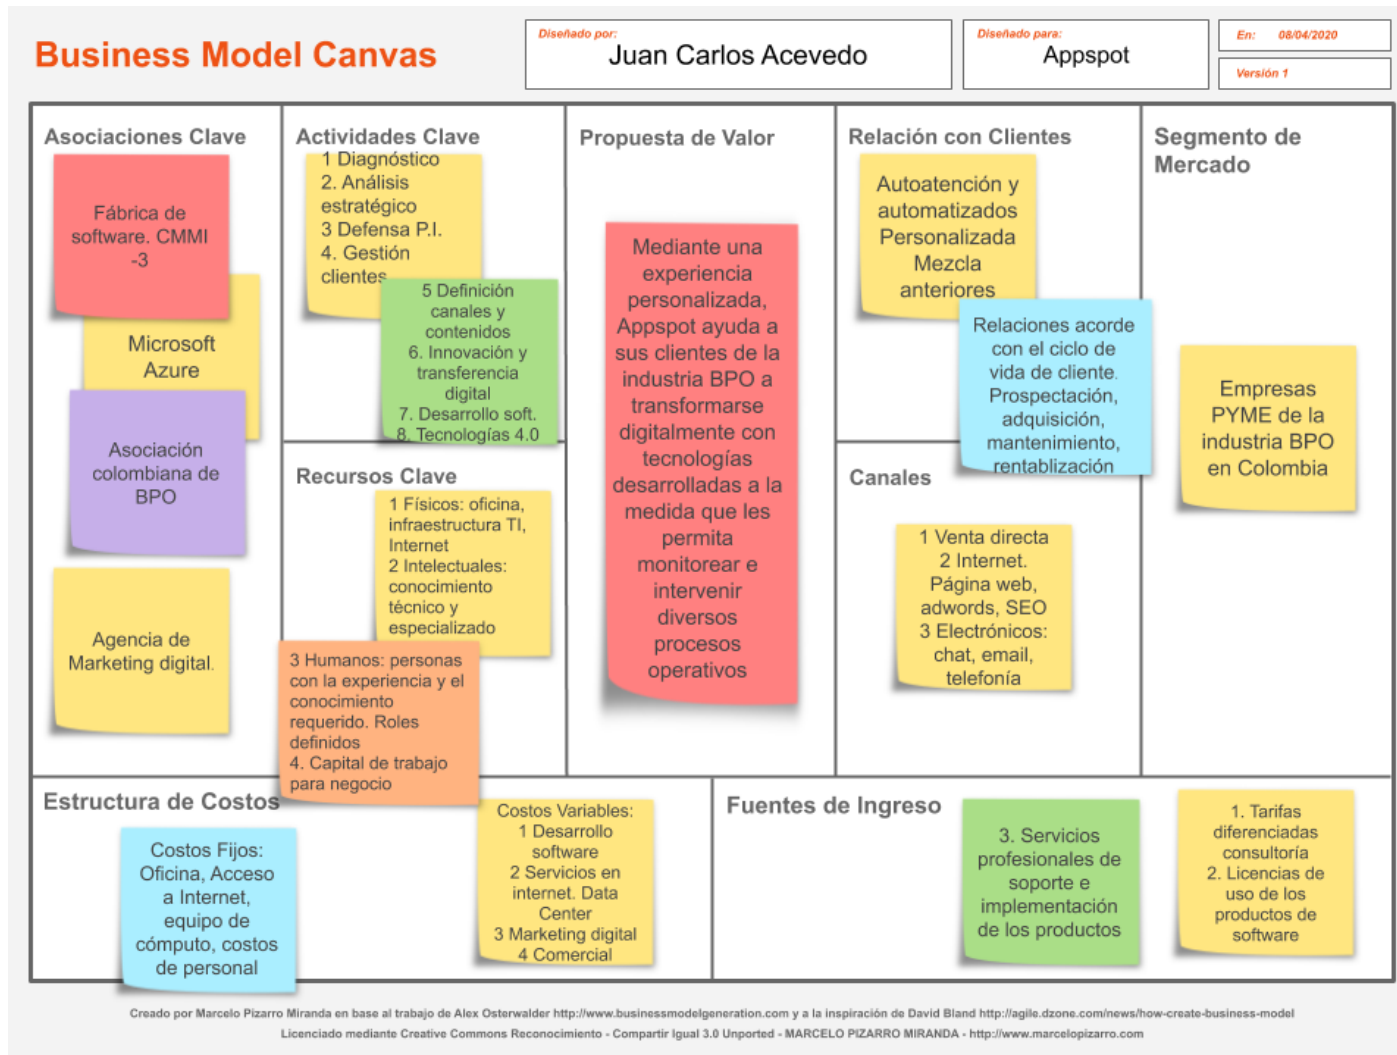 Business Model Canvas
Diseñado por:
Juan Carlos Acevedo
Diseñado para:
Appspot
En: 08/04/2020
Versión 1
Asociaciones Clave
Fábrica de
software. CMMI
-3
Microsoft
Azure
Asociación
colombiana de
BPO
Agencia de
Marketing digital.
Actividades Clave
1 Diagnóstico
2. Análisis
estratégico
3 Defensa P.I.
4. Gestión
clientes
5 Definición
canales y
contenidos
6. Innovación y
transferencia
digital
7. Desarrollo soft.
8. Tecnologías 4.0
Recursos Clave
1 Físicos: oficina,
infraestructura TI,
Internet
2 Intelectuales:
conocimiento
técnico y
especializado
3 Humanos: personas
con la experiencia y el
conocimiento
requerido. Roles
definidos
4. Capital de trabajo
para negocio
Propuesta de Valor
Mediante una
experiencia
personalizada,
Appspot ayuda a
sus clientes de la
industria BPO a
transformarse
digitalmente con
tecnologías
desarrolladas a la
medida que les
permita
monitorear e
intervenir
diversos
procesos
operativos
Relación con Clientes
Autoatención y
automatizados
Personalizada
Mezcla
anteriores
Relaciones acorde
con el ciclo de
vida de cliente.
Prospectación,
adquisición,
mantenimiento,
rentablización
Canales
1 Venta directa
2 Internet.
Página web,
adwords, SEO
3 Electrónicos:
chat, email,
telefonía
Segmento de
Mercado
Empresas
PYME de la
industria BPO
en Colombia
Estructura de Costos
Costos Fijos:
Oficina, Acceso
a Internet,
equipo de
cómputo, costos
de personal
Costos Variables:
1 Desarrollo
software
2 Servicios en
internet. Data
Center
3 Marketing digital
4 Comercial
Fuentes de Ingreso
3. Servicios
profesionales de
soporte e
implementación
de los productos
1. Tarifas
diferenciadas
consultoría
2. Licencias de
uso de los
productos de
software
Creado por Marcelo Pizarro Miranda en base al trabajo de Alex Osterwalder http://www.businessmodelgeneration.com y a la inspiración de David Bland http://agile.dzone.com/news/how-create-business-model
Licenciado mediante Creative Commons Reconocimiento - Compartir Igual 3.0 Unported - MARCELO PIZARRO MIRANDA - http://www.marcelopizarro.com